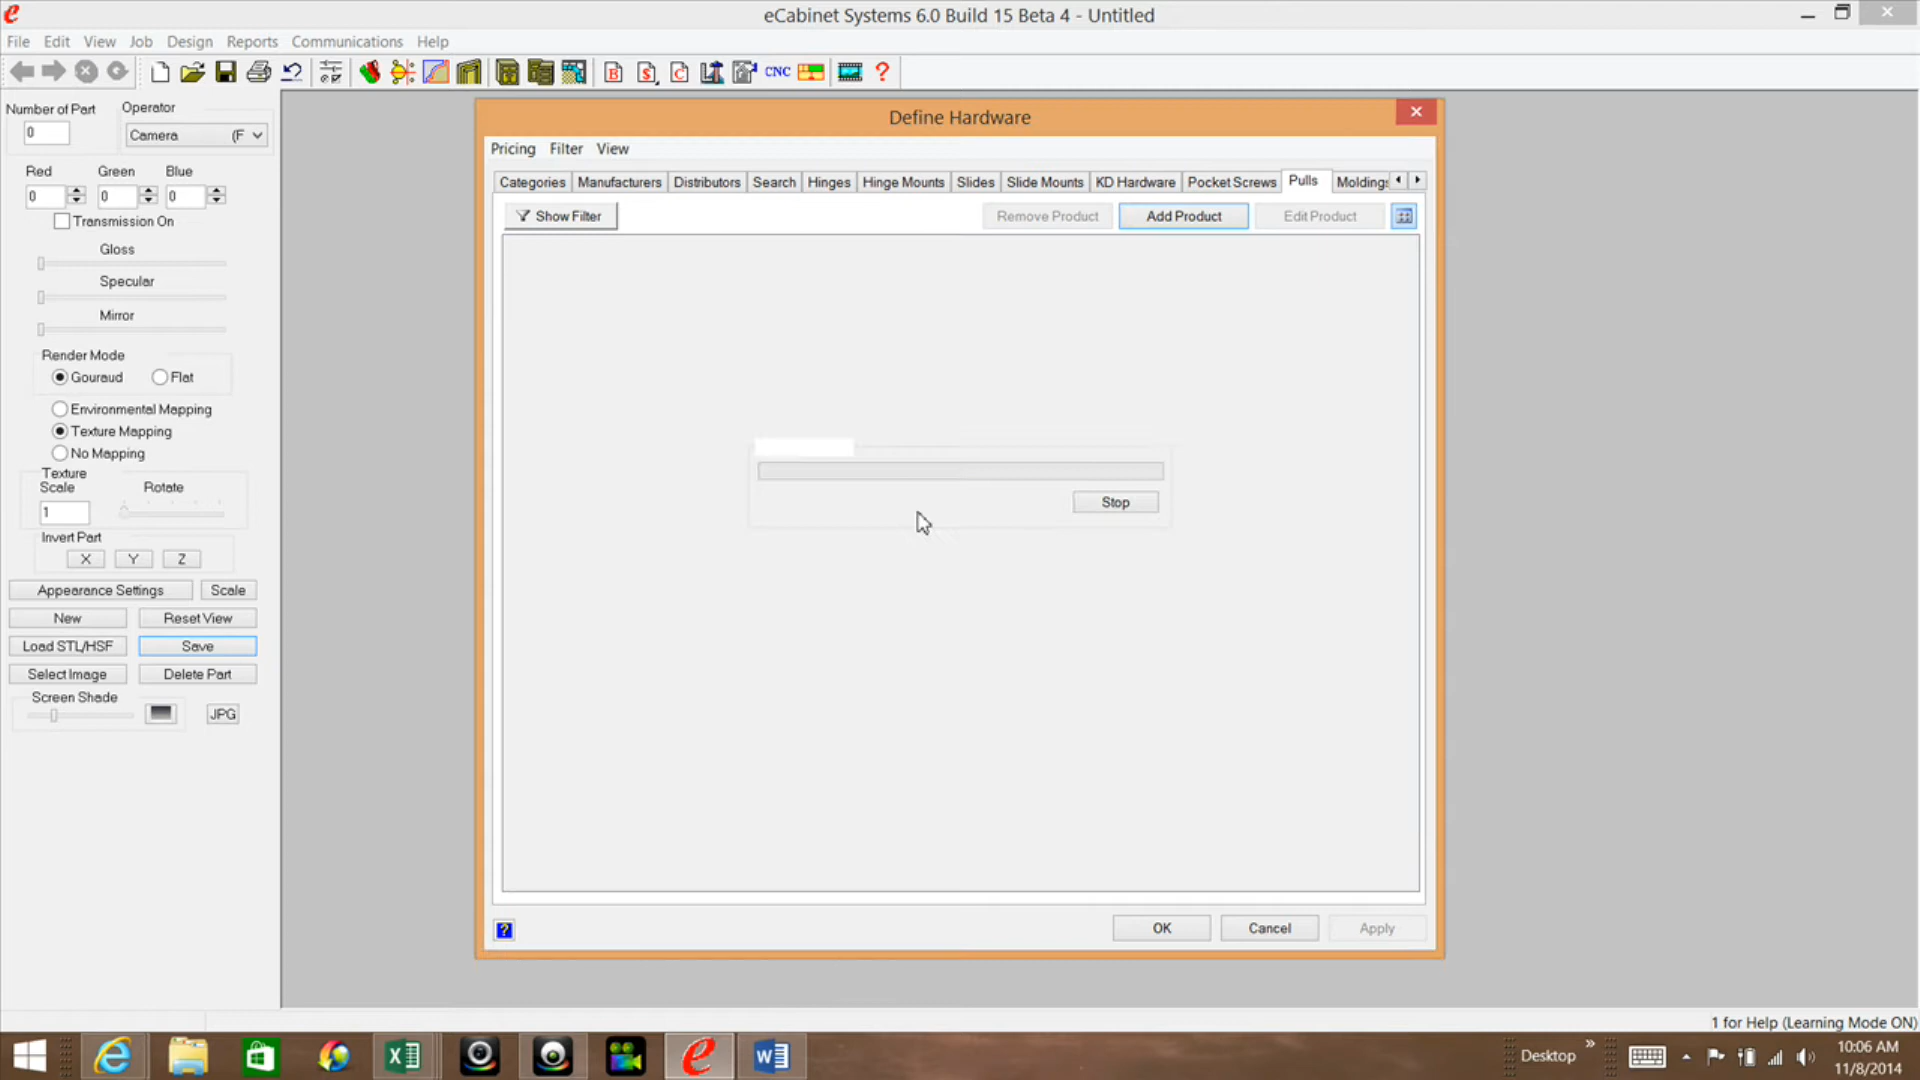 eCabinet Systems 6.0 Build 15 Beta 4 - Untitled
File Edit View Job Design Reports Communications Help
CNC
Number of Part
Operator
0
Camera (F
Red Green Blue
0 0 0
Transmission On
Gloss
Specular
Mirror
Render Mode
Gouraud Flat
Environmental Mapping
Texture Mapping
No Mapping
Texture
Scale Rotate
1
Invert Part
X Y Z
Appearance Settings Scale
New Reset View
Load STL/HSF Save
Select Image Delete Part
Screen Shade
JPG
Define Hardware
Pricing Filter View
Categories Manufacturers Distributors Search Hinges Hinge Mounts Slides Slide Mounts KD Hardware Pocket Screws Pulls Moldings
Show Filter Remove Product Add Product Edit Product
Stop
OK Cancel Apply
1 for Help (Learning Mode ON)
Desktop
10:06 AM
11/8/2014